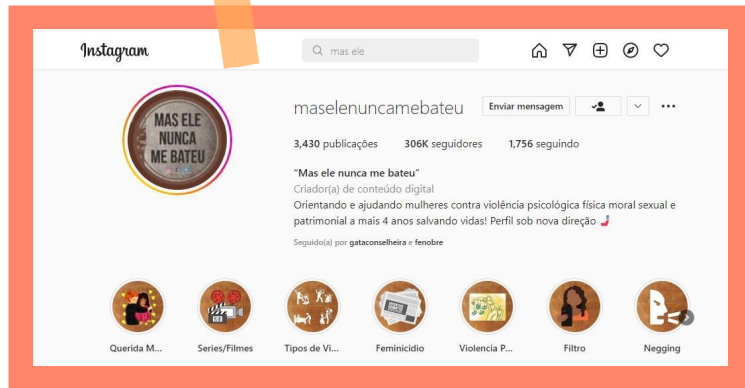 Instagram
mas ele
MAS ELE
NUNCA
ME BATEU
maselenuncamebateu Enviar mensagem
3,430 publicações 306K seguidores 1,756 seguindo
"Mas ele nunca me bateu"
Criador(a) de conteúdo digital
Orientando e ajudando mulheres contra violência psicológica física moral sexual e
patrimonial a mais 4 anos salvando vidas! Perfil sob nova direção
Seguido(a) por gataconselheira e fenobre
Querida M... Series/Filmes Tipos de Vi... Feminicidio Violencia P... Filtro Negging